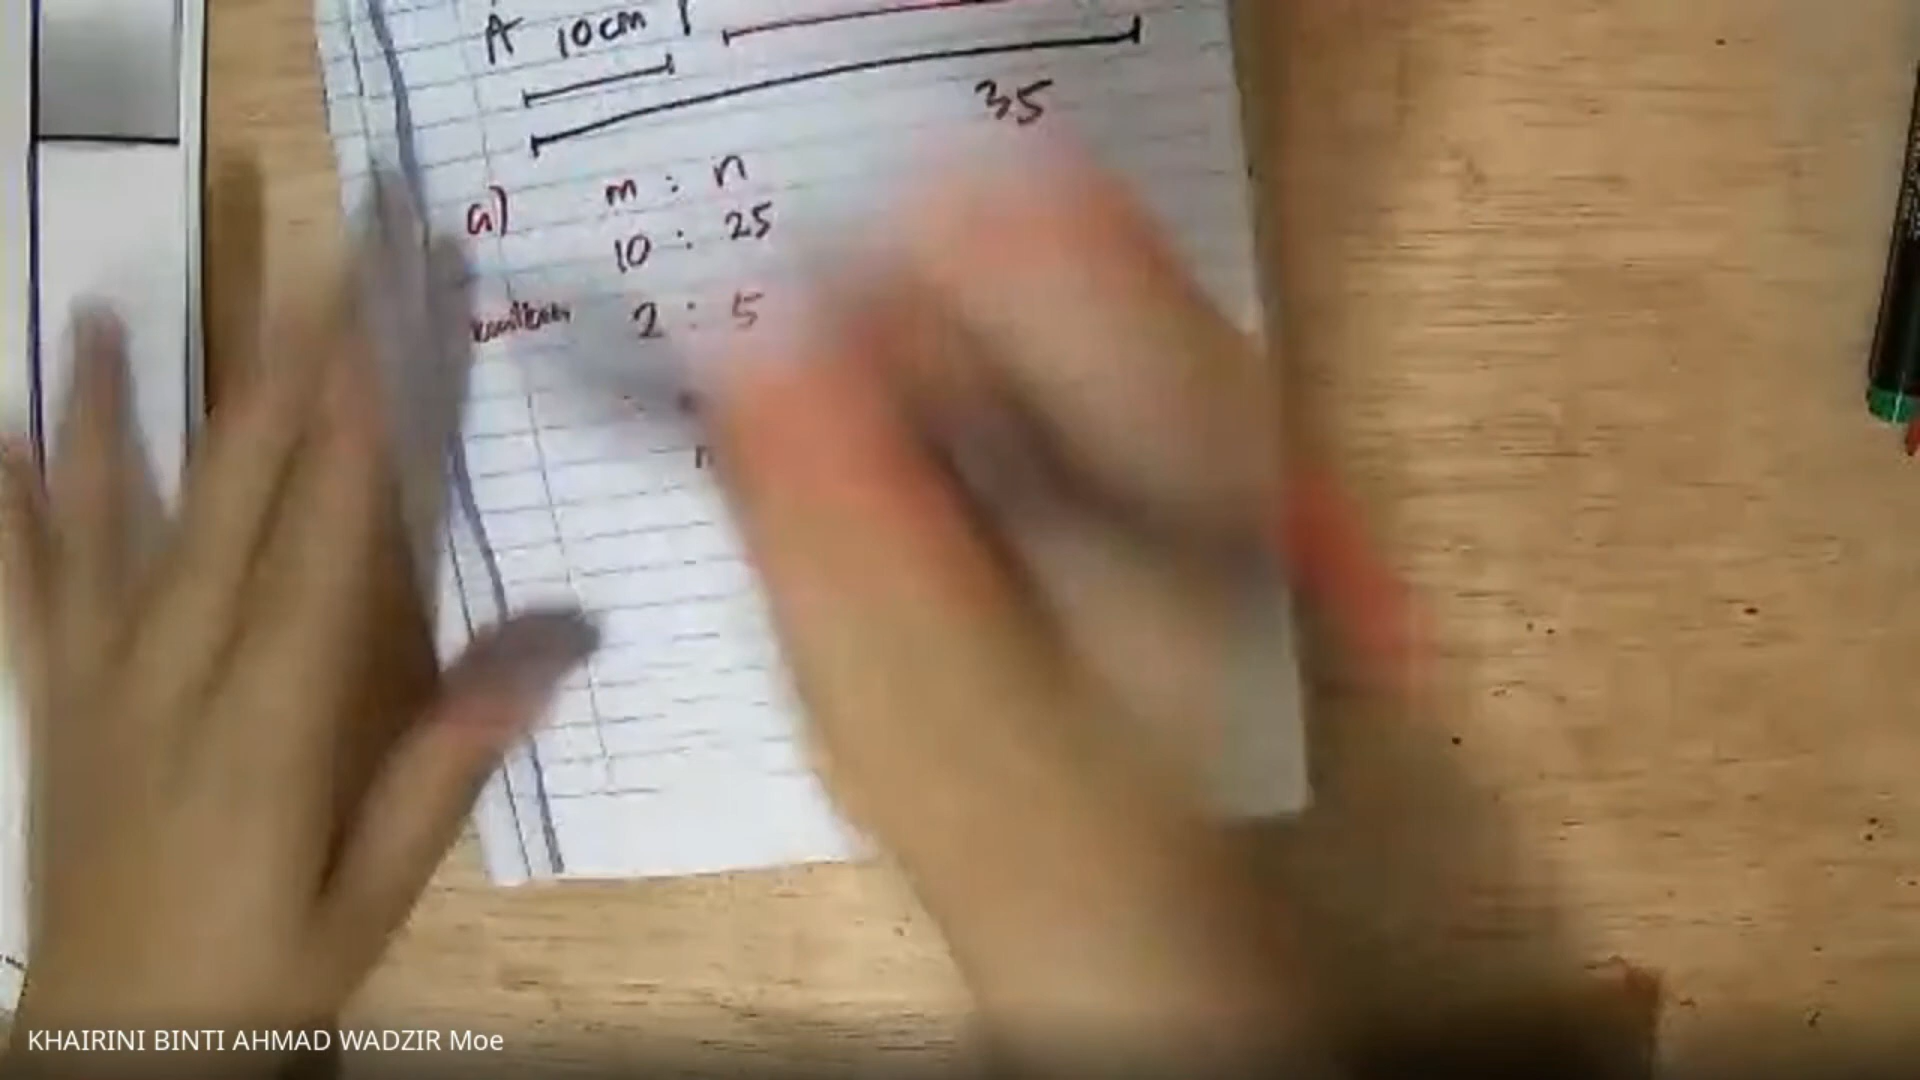 A 10cm P
35
a) m : n
10 : 25
2 : 5
KHAIRINI BINTI AHMAD WADZIR Moe